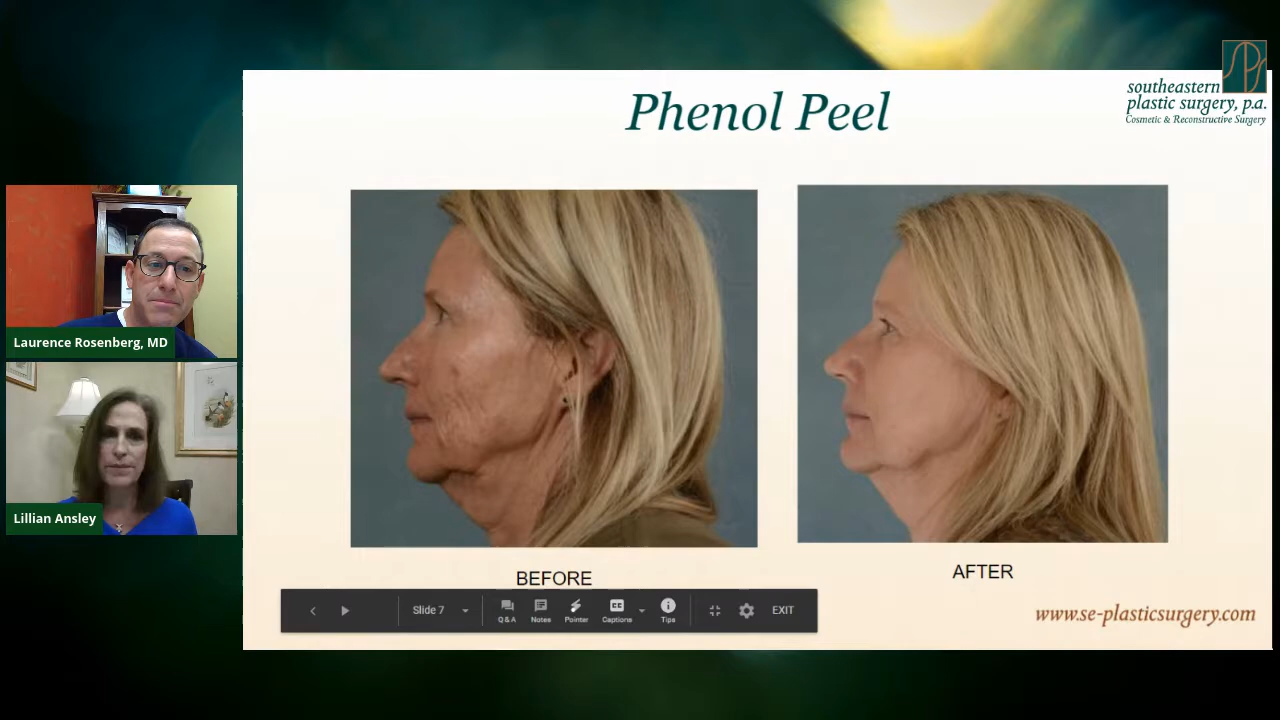 Phenol Peel
southeastern
plastic surgery, p.a.
Cosmetic & Reconstructive Surgery
Laurence Rosenberg, MD
Lillian Ansley
BEFORE
AFTER
Slide 7
Q & A
Notes
Pointer
CC
Captions
Tips
EXIT
www.se-plasticsurgery.com